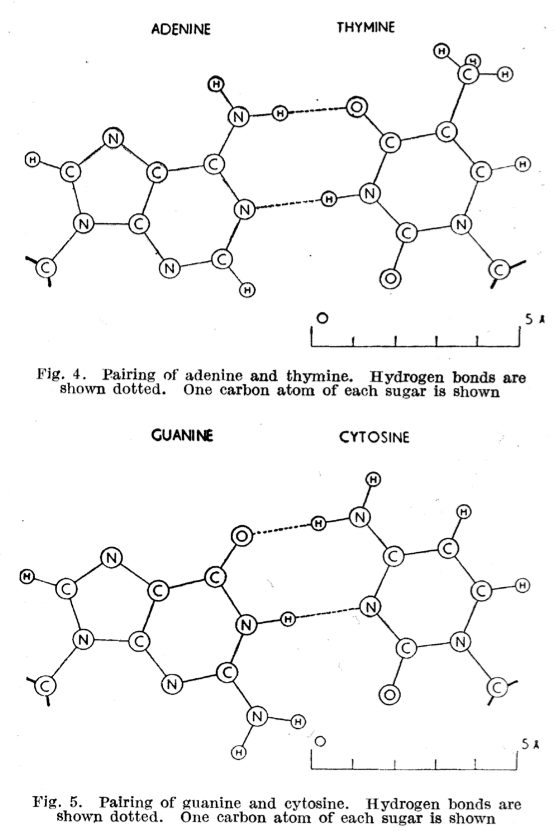 ADENINE THYMINE
H H
C H
H
N H O
N C C
H C C C C H
N H N
N C C N
C N C O C
H
0 5 Å
Fig. 4. Pairing of adenine and thymine. Hydrogen bonds are
shown dotted. One carbon atom of each sugar is shown
GUANINE CYTOSINE
H
O H N H
N C C
H C C C C H
N H N
N C C N
C N C O C
N H
H
0 5 Å
Fig. 5. Pairing of guanine and cytosine. Hydrogen bonds are
shown dotted. One carbon atom of each sugar is shown